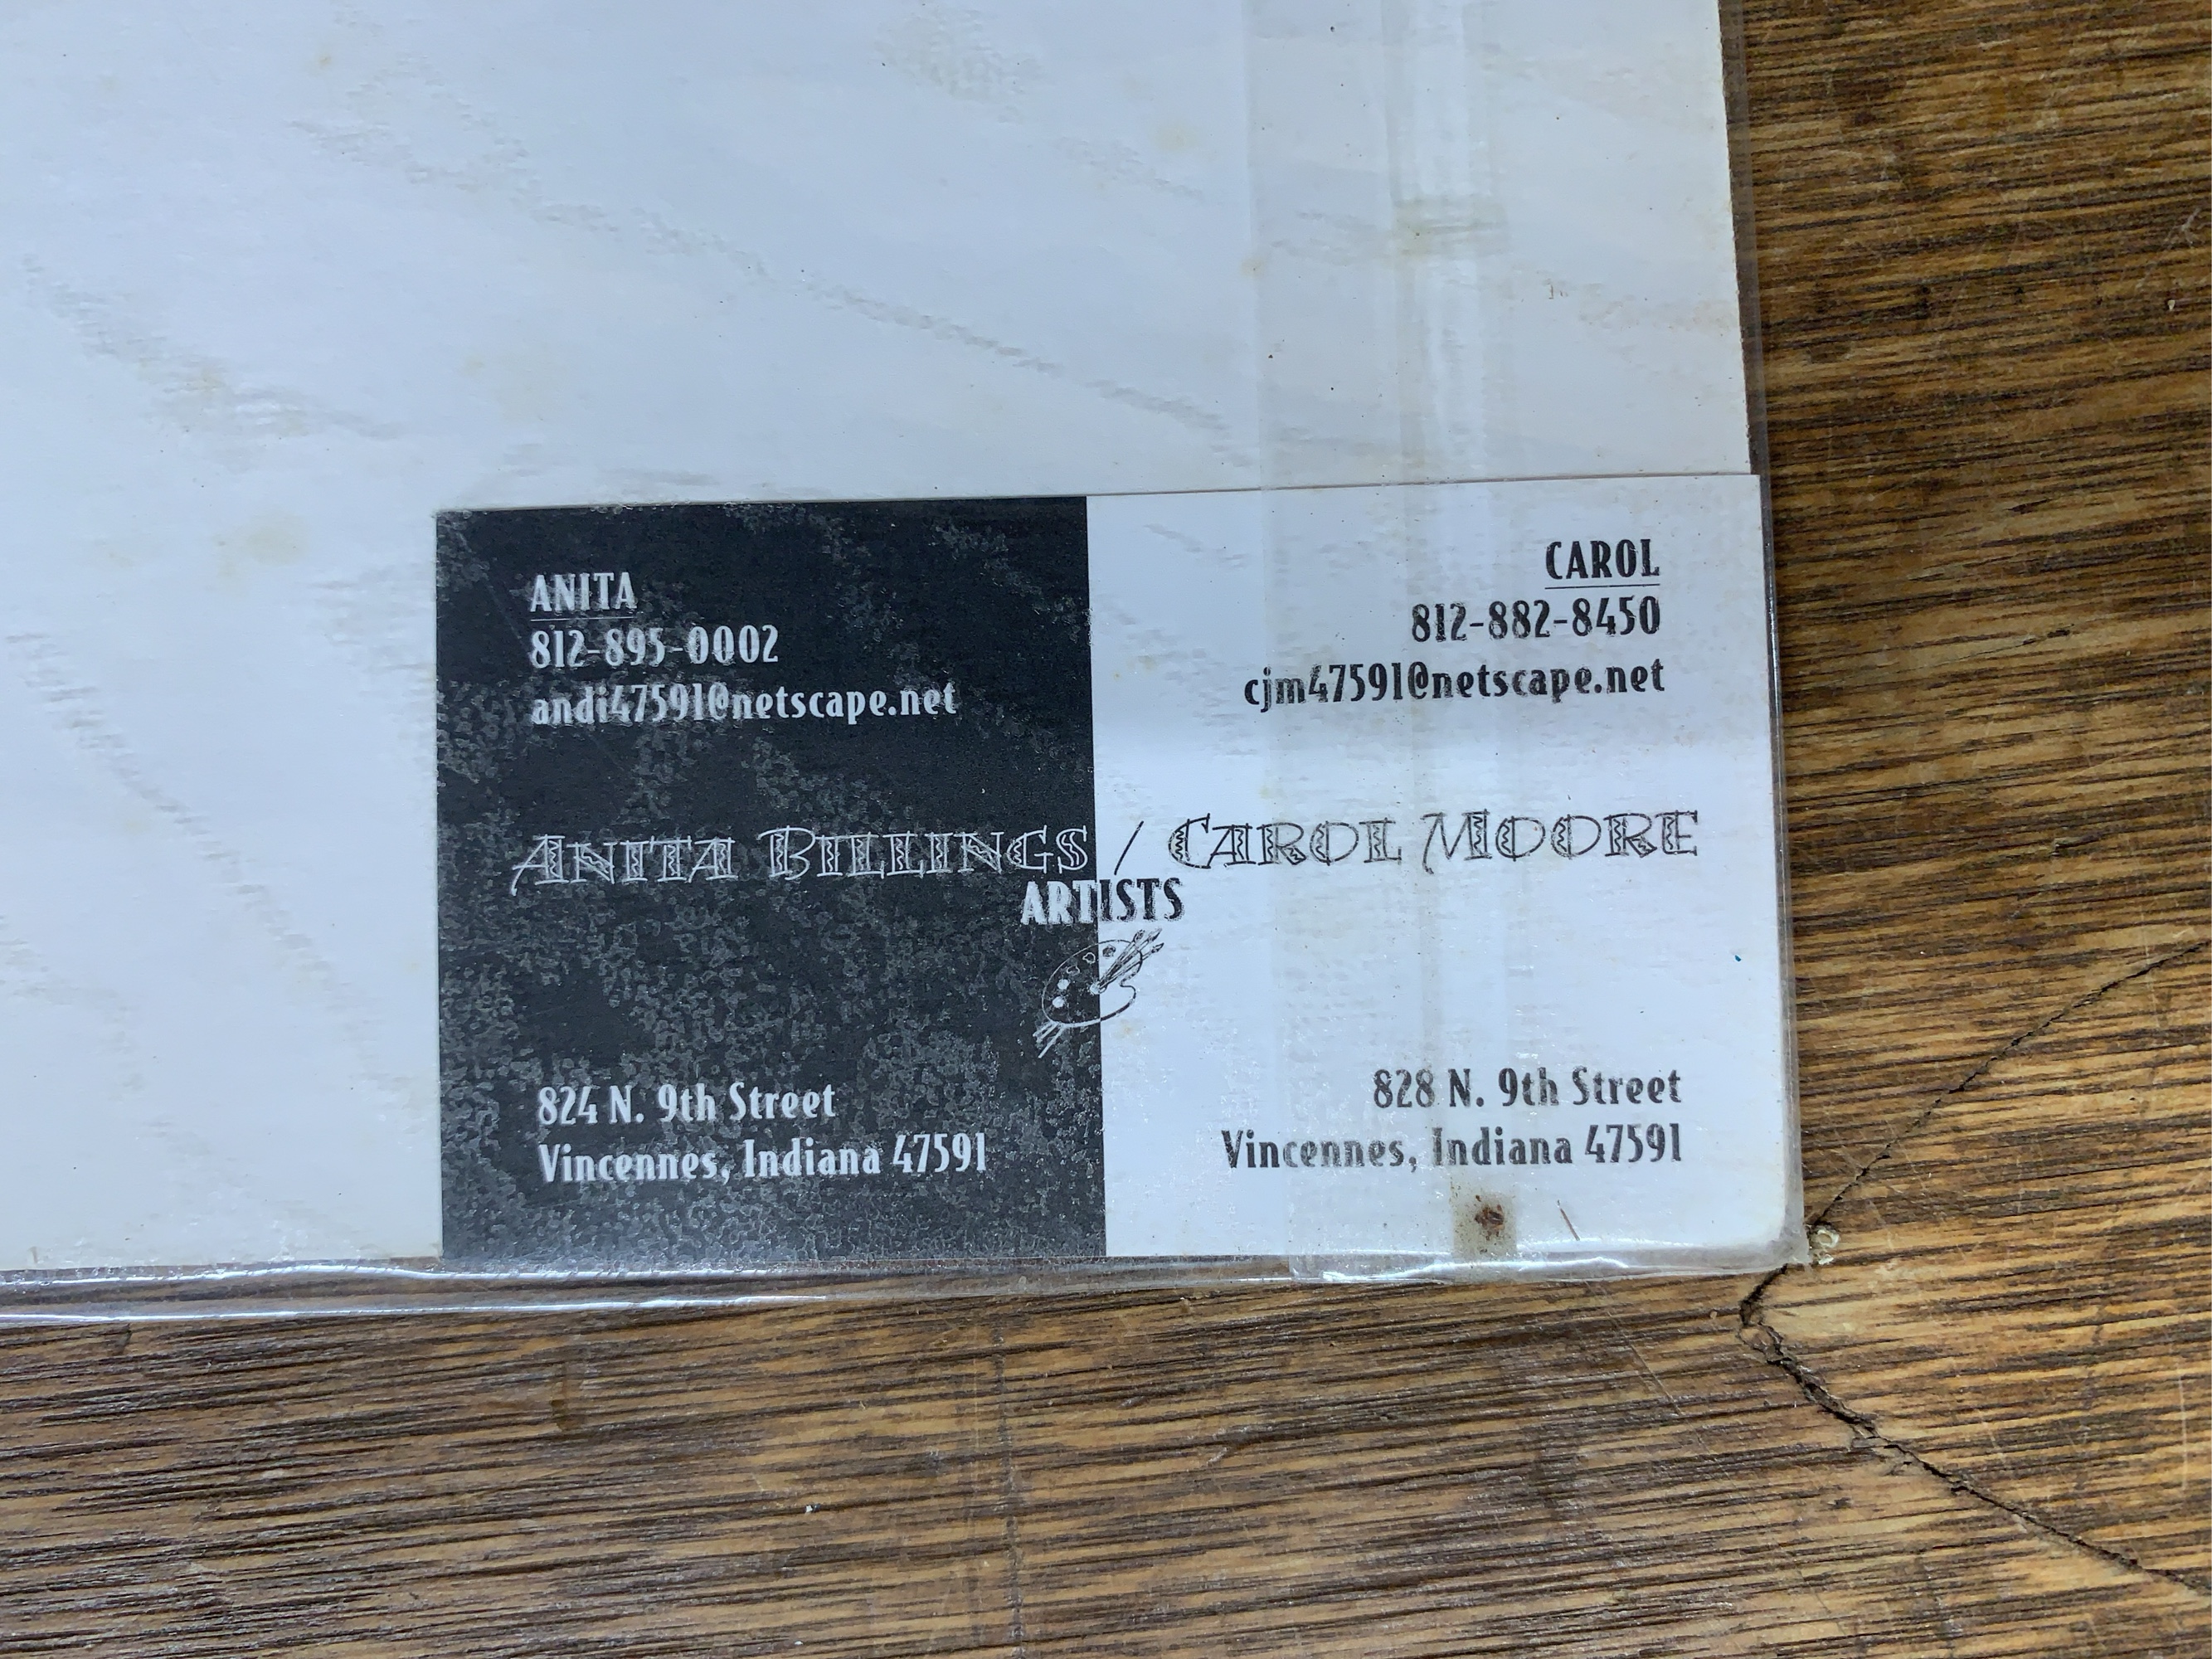 ANITA
812-895-0002
andi47591@netscape.net
CAROL
812-882-8450
cjm47591@netscape.net
ANITA BILLINGS / CAROL MOORE
ARTISTS
824 N. 9th Street
Vincennes, Indiana 47591
828 N. 9th Street
Vincennes, Indiana 47591